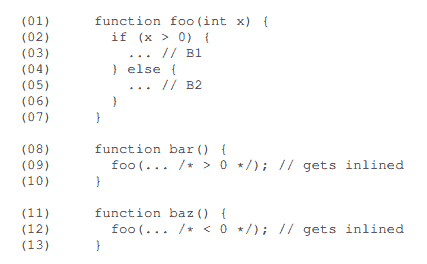 (01) function foo(int x) {
(02) if (x > 0) {
(03) ... // B1
(04) } else {
(05) ... // B2
(06) }
(07) }
(08) function bar() {
(09) foo(... /* > 0 */); // gets inlined
(10) }
(11) function baz() {
(12) foo(... /* < 0 */); // gets inlined
(13) }